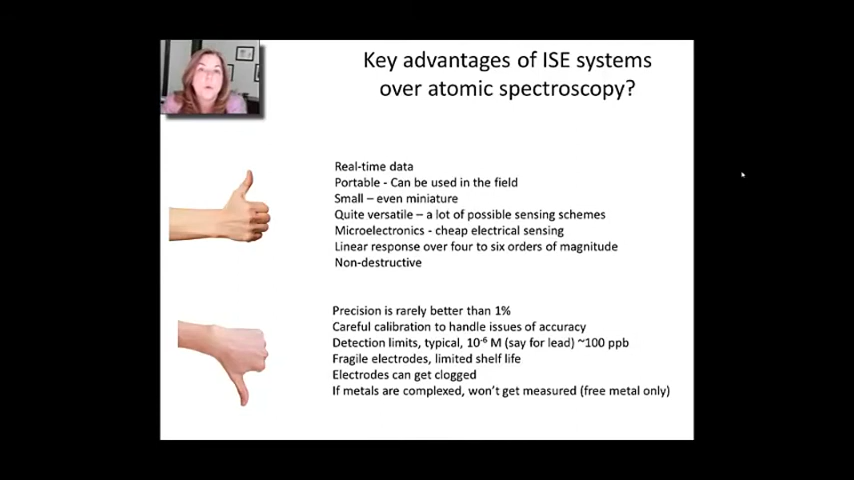 Key advantages of ISE systems
over atomic spectroscopy?
Real-time data
Portable - Can be used in the field
Small – even miniature
Quite versatile – a lot of possible sensing schemes
Microelectronics - cheap electrical sensing
Linear response over four to six orders of magnitude
Non-destructive
Precision is rarely better than 1%
Careful calibration to handle issues of accuracy
Detection limits, typical, 10⁻⁶ M (say for lead) ~100 ppb
Fragile electrodes, limited shelf life
Electrodes can get clogged
If metals are complexed, won't get measured (free metal only)